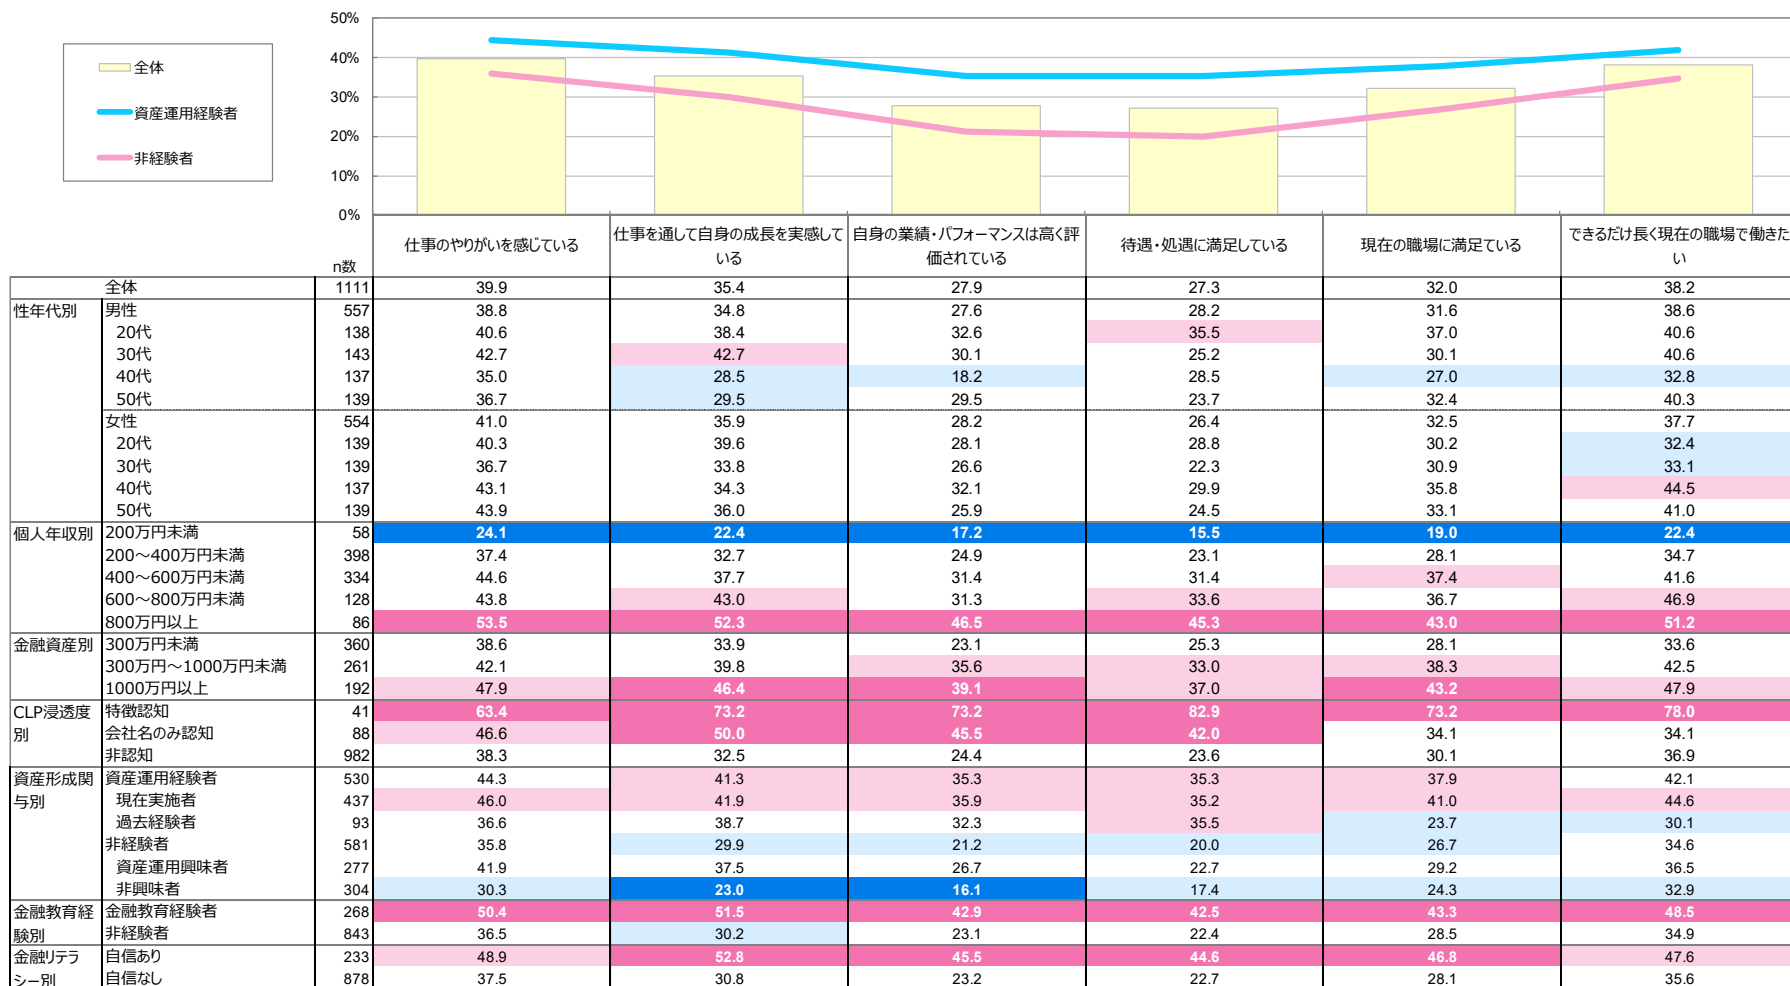 50%
40%
30%
20%
10%
0%
全体
資産運用経験者
非経験者
n数
仕事のやりがいを感じている
仕事を通して自身の成長を実感して
いる
自身の業績・パフォーマンスは高く評
価されている
待遇・処遇に満足している
現在の職場に満足ている
できるだけ長く現在の職場で働きた
い
全体 1111 39.9 35.4 27.9 27.3 32.0 38.2
性年代別 男性 557 38.8 34.8 27.6 28.2 31.6 38.6
20代 138 40.6 38.4 32.6 35.5 37.0 40.6
30代 143 42.7 42.7 30.1 25.2 30.1 40.6
40代 137 35.0 28.5 18.2 28.5 27.0 32.8
50代 139 36.7 29.5 29.5 23.7 32.4 40.3
女性 554 41.0 35.9 28.2 26.4 32.5 37.7
20代 139 40.3 39.6 28.1 28.8 30.2 32.4
30代 139 36.7 33.8 26.6 22.3 30.9 33.1
40代 137 43.1 34.3 32.1 29.9 35.8 44.5
50代 139 43.9 36.0 25.9 24.5 33.1 41.0
個人年収別 200万円未満 58 24.1 22.4 17.2 15.5 19.0 22.4
200～400万円未満 398 37.4 32.7 24.9 23.1 28.1 34.7
400～600万円未満 334 44.6 37.7 31.4 31.4 37.4 41.6
600～800万円未満 128 43.8 43.0 31.3 33.6 36.7 46.9
800万円以上 86 53.5 52.3 46.5 45.3 43.0 51.2
金融資産別 300万円未満 360 38.6 33.9 23.1 25.3 28.1 33.6
300万円～1000万円未満 261 42.1 39.8 35.6 33.0 38.3 42.5
1000万円以上 192 47.9 46.4 39.1 37.0 43.2 47.9
CLP浸透度 特徴認知 41 63.4 73.2 73.2 82.9 73.2 78.0
別 会社名のみ認知 88 46.6 50.0 45.5 42.0 34.1 34.1
非認知 982 38.3 32.5 24.4 23.6 30.1 36.9
資産形成関 資産運用経験者 530 44.3 41.3 35.3 35.3 37.9 42.1
与別 現在実施者 437 46.0 41.9 35.9 35.2 41.0 44.6
過去経験者 93 36.6 38.7 32.3 35.5 23.7 30.1
非経験者 581 35.8 29.9 21.2 20.0 26.7 34.6
資産運用興味者 277 41.9 37.5 26.7 22.7 29.2 36.5
非興味者 304 30.3 23.0 16.1 17.4 24.3 32.9
金融教育経 金融教育経験者 268 50.4 51.5 42.9 42.5 43.3 48.5
験別 非経験者 843 36.5 30.2 23.1 22.4 28.5 34.9
金融リテラ 自信あり 233 48.9 52.8 45.5 44.6 46.8 47.6
シー別 自信なし 878 37.5 30.8 23.2 22.7 28.1 35.6